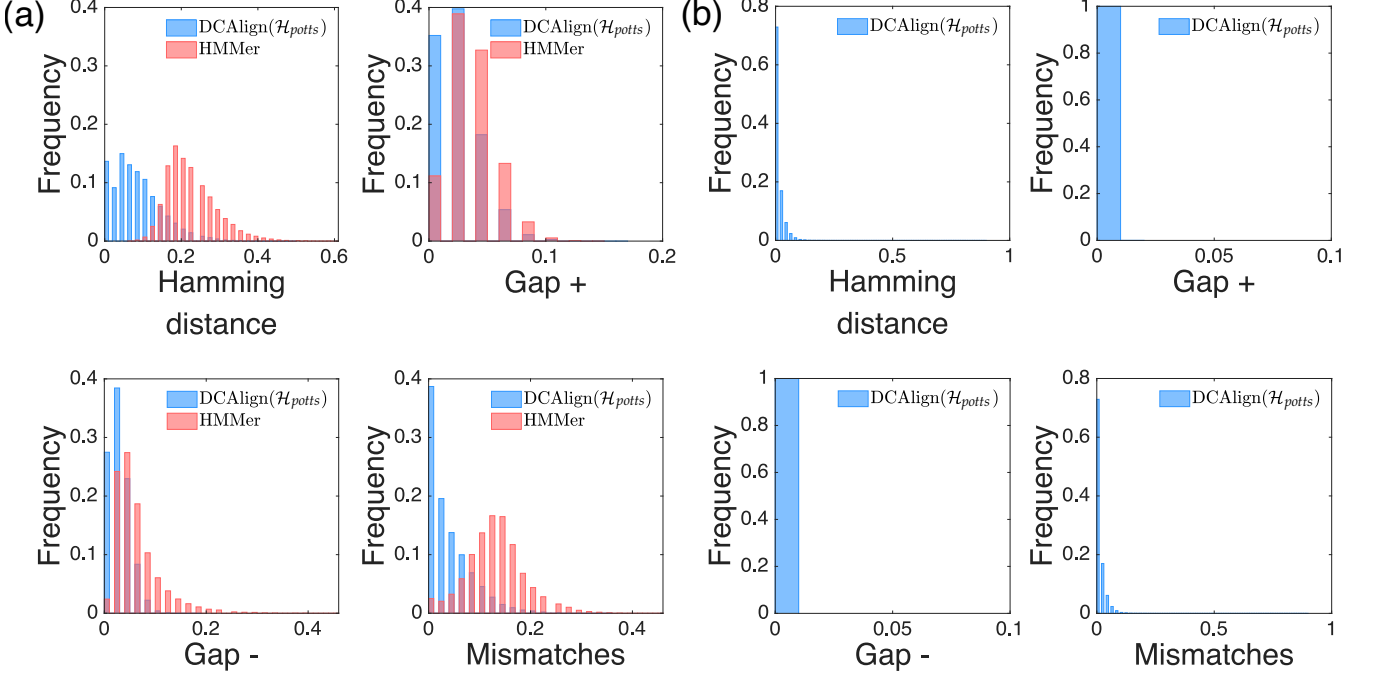 (a)
0.4
0.3
0.2
0.1
0
Frequency
DCAlign(ℋpotts)
HMMer
0 0.2 0.4 0.6
Hamming
distance
0.4
0.3
0.2
0.1
0
Frequency
DCAlign(ℋpotts)
HMMer
0 0.1 0.2
Gap +
(b)
0.8
0.6
0.4
0.2
0
Frequency
DCAlign(ℋpotts)
0 0.5 1
Hamming
distance
1
0.8
0.6
0.4
0.2
0
Frequency
DCAlign(ℋpotts)
0 0.05 0.1
Gap +
0.4
0.3
0.2
0.1
0
Frequency
DCAlign(ℋpotts)
HMMer
0 0.2 0.4
Gap -
0.4
0.3
0.2
0.1
0
Frequency
DCAlign(ℋpotts)
HMMer
0 0.2 0.4
Mismatches
1
0.8
0.6
0.4
0.2
0
Frequency
DCAlign(ℋpotts)
0 0.05 0.1
Gap -
0.8
0.6
0.4
0.2
0
Frequency
DCAlign(ℋpotts)
0 0.5 1
Mismatches